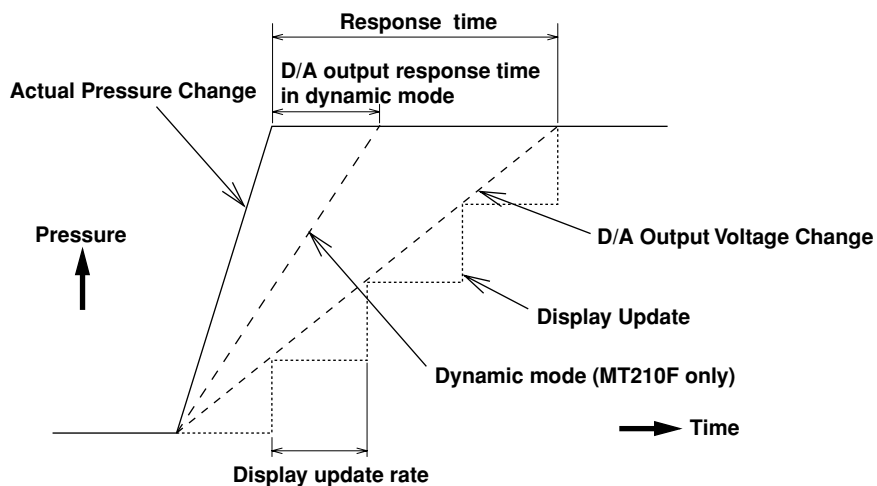 Response time
D/A output response time
in dynamic mode
Actual Pressure Change
Pressure
D/A Output Voltage Change
Display Update
Dynamic mode (MT210F only)
Time
Display update rate